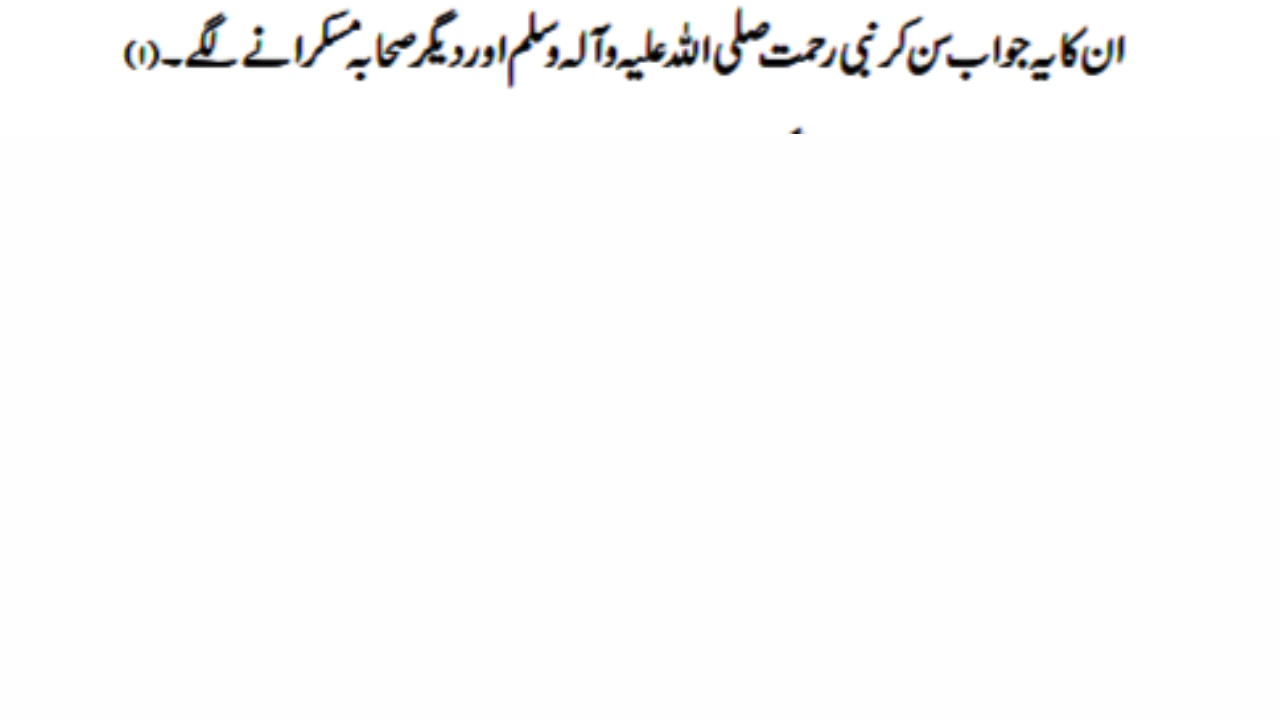 ان کا یہ جواب سن کر نبی رحمت صلی اللہ علیہ وآلہ وسلم اور دیگر صحابہ مسکرانے لگے۔(۱)